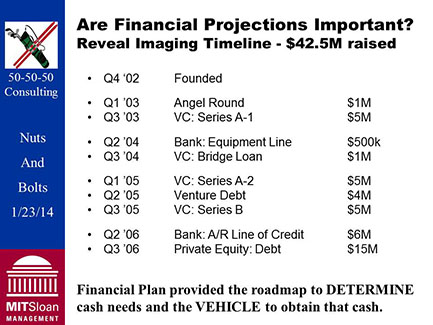 Are Financial Projections Important?
Reveal Imaging Timeline - $42.5M raised
50-50-50
Consulting
Nuts
And
Bolts
1/23/14
• Q4 ‘02 Founded
• Q1 ‘03 Angel Round $1M
• Q3 ‘03 VC: Series A-1 $5M
• Q2 ‘04 Bank: Equipment Line $500k
• Q3 ‘04 VC: Bridge Loan $1M
• Q1 ’05 VC: Series A-2 $5M
• Q2 ‘05 Venture Debt $4M
• Q3 ‘05 VC: Series B $5M
• Q2 ‘06 Bank: A/R Line of Credit $6M
• Q3 ‘06 Private Equity: Debt $15M
Financial Plan provided the roadmap to DETERMINE
cash needs and the VEHICLE to obtain that cash.
MITSloan
MANAGEMENT